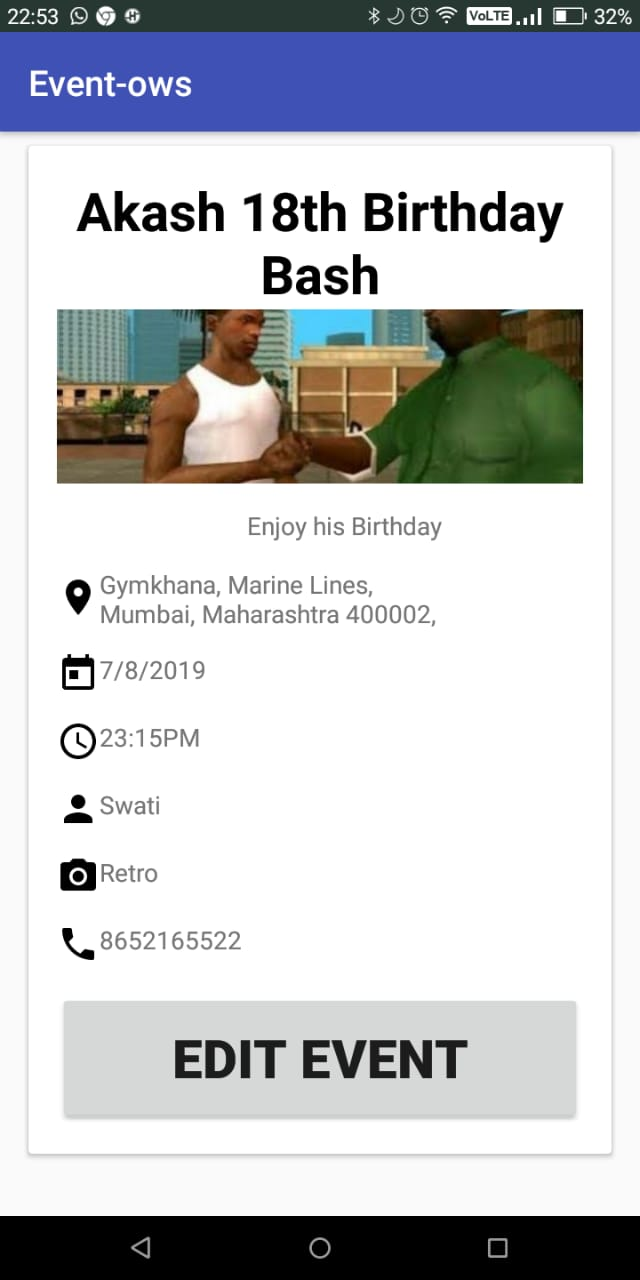 22:53 VoLTE 32%
Event-ows
Akash 18th Birthday
Bash
Enjoy his Birthday
Gymkhana, Marine Lines,
Mumbai, Maharashtra 400002,
7/8/2019
23:15PM
Swati
Retro
8652165522
EDIT EVENT